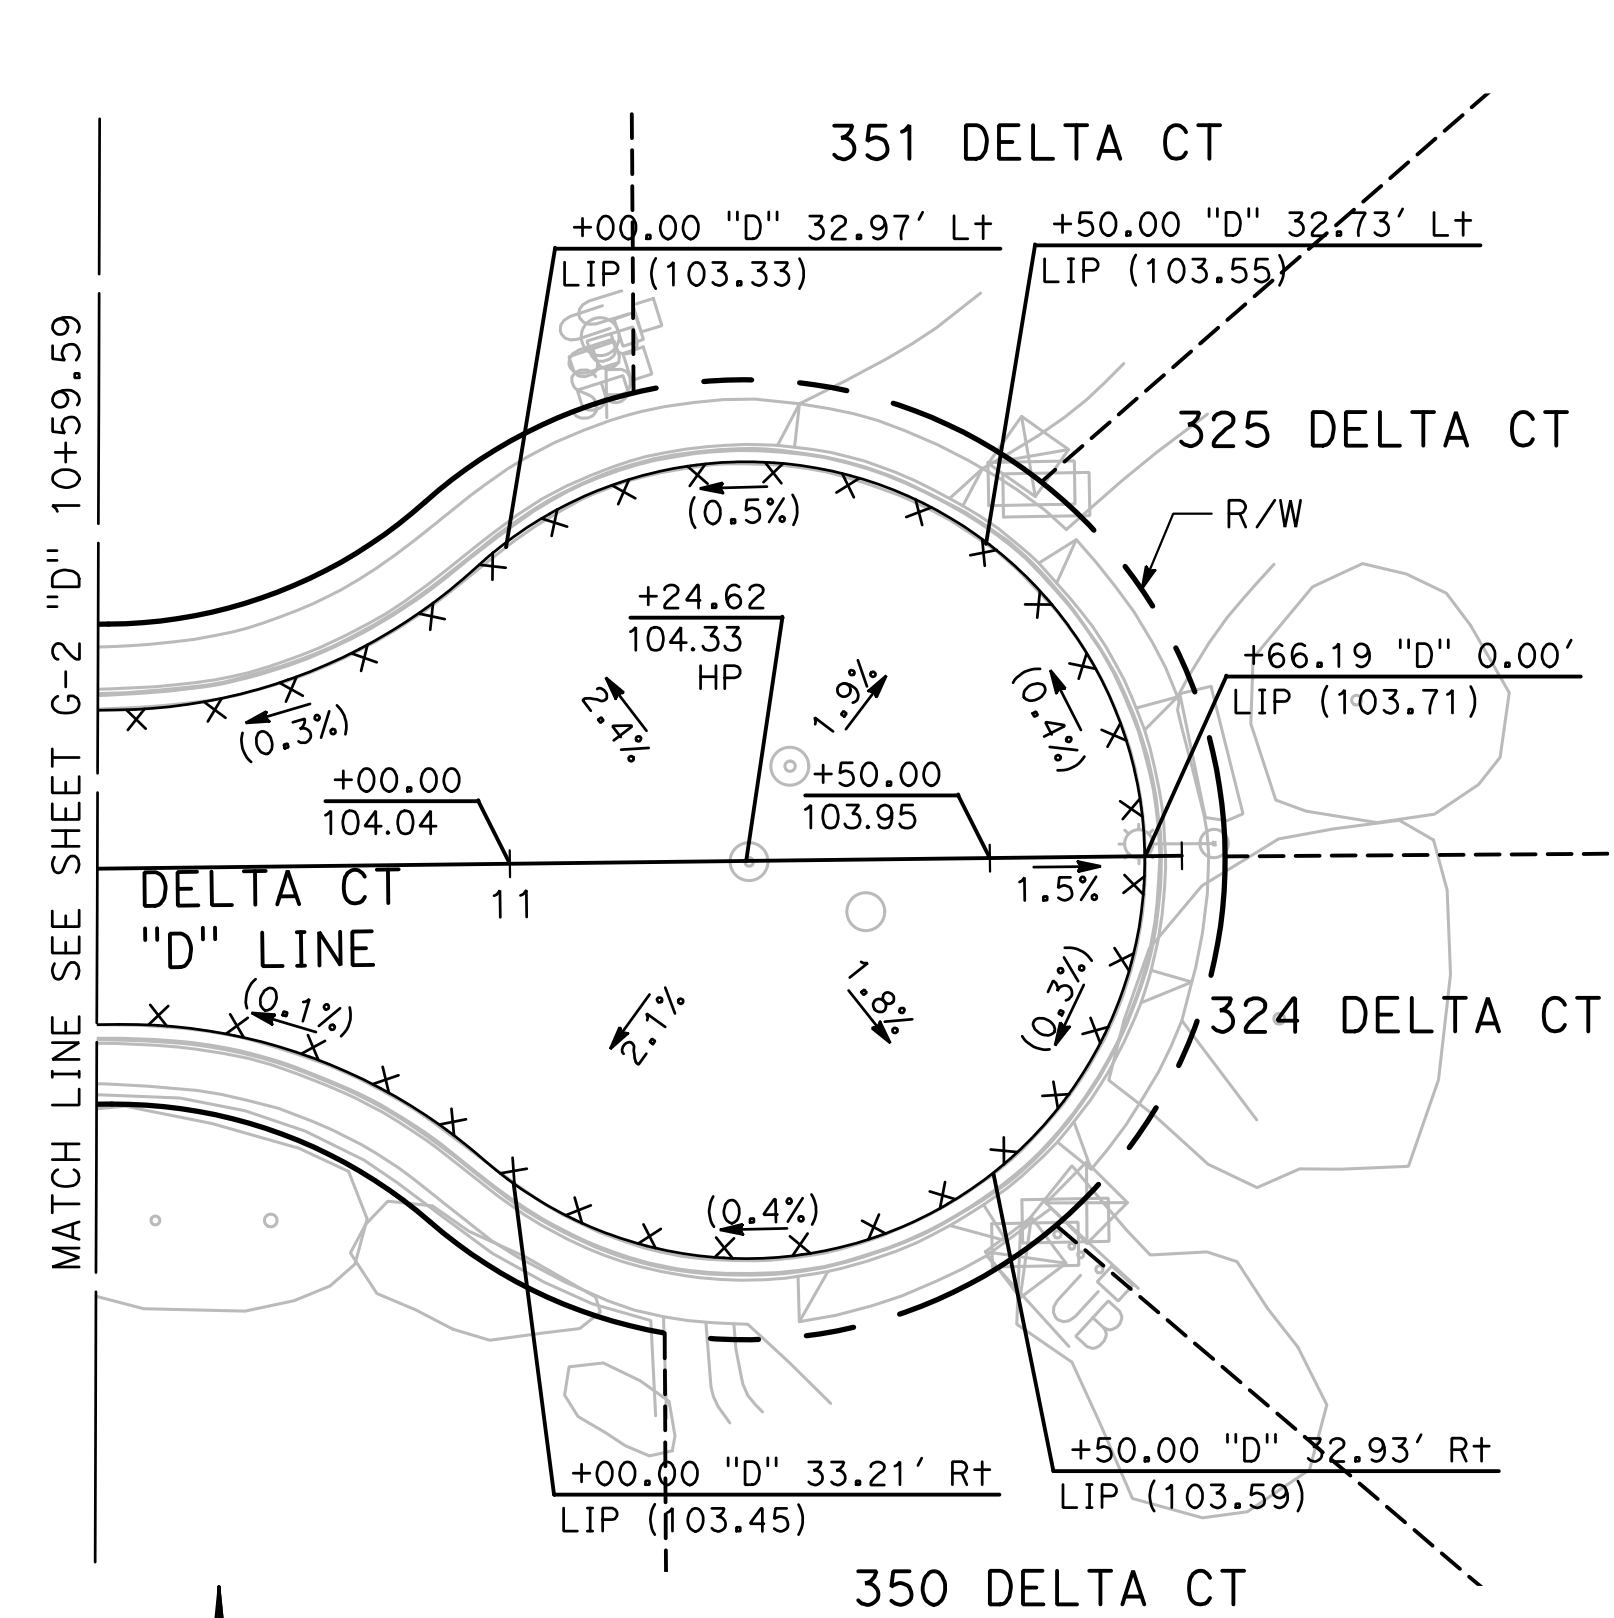 351 DELTA CT
+00.00 "D" 32.97' Lt
LIP (103.33)
+50.00 "D" 32.73' Lt
LIP (103.55)
325 DELTA CT
R/W
(0.5%)
+24.62
104.33
HP
2.4%
1.9%
(0.4%)
+66.19 "D" 0.00'
LIP (103.71)
(0.3%)
+00.00
104.04
+50.00
103.95
MATCH LINE SEE SHEET G-2 "D" 10+59.59
DELTA CT
"D" LINE
11
1.5%
(0.1%)
2.1%
1.8%
(0.3%)
324 DELTA CT
(0.4%)
+00.00 "D" 33.21' Rt
LIP (103.45)
+50.00 "D" 32.93' Rt
LIP (103.59)
350 DELTA CT